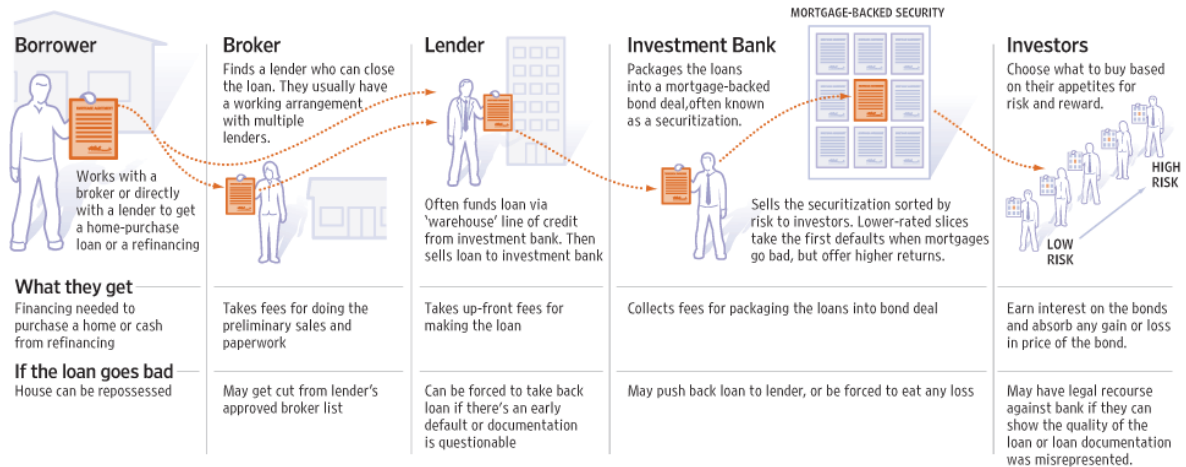 MORTGAGE-BACKED SECURITY
Borrower
Works with a
broker or directly
with a lender to get
a home-purchase
loan or a refinancing
Broker
Finds a lender who can close
the loan. They usually have
a working arrangement
with multiple
lenders.
Lender
Often funds loan via
‘warehouse’ line of credit
from investment bank. Then
sells loan to investment bank
Investment Bank
Packages the loans
into a mortgage-backed
bond deal,often known
as a securitization.
Sells the securitization sorted by
risk to investors. Lower-rated slices
take the first defaults when mortgages
go bad, but offer higher returns.
Investors
Choose what to buy based
on their appetites for
risk and reward.
HIGH
RISK
LOW
RISK
What they get
Financing needed to
purchase a home or cash
from refinancing
Takes fees for doing the
preliminary sales and
paperwork
Takes up-front fees for
making the loan
Collects fees for packaging the loans into bond deal
Earn interest on the bonds
and absorb any gain or loss
in price of the bond.
If the loan goes bad
House can be repossessed
May get cut from lender’s
approved broker list
Can be forced to take back
loan if there’s an early
default or documentation
is questionable
May push back loan to lender, or be forced to eat any loss
May have legal recourse
against bank if they can
show the quality of the
loan or loan documentation
was misrepresented.